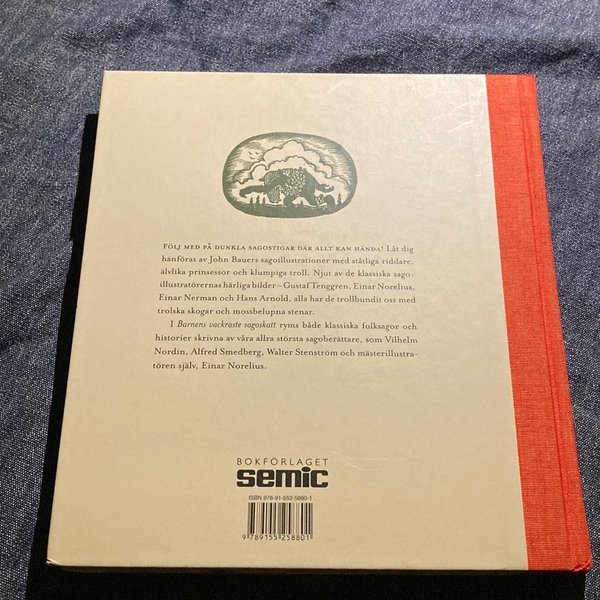 FÖLJ MED PÅ DUNKLA SAGOSTIGAR DÄR ALLT KAN HÄNDA! Låt dig
hänföras av John Bauers sagoillustrationer med ståtliga riddare,
älvlika prinsessor och klumpiga troll. Njut av de klassiska sago-
illustratörernas härliga bilder – Gustaf Tenggren, Einar Norelius,
Einar Nerman och Hans Arnold, alla har de trollbundit oss med
trolska skogar och mossbelupna stenar.
I Barnens vackraste sagoskatt ryms både klassiska folksagor och
historier skrivna av våra allra största sagoberättare, som Vilhelm
Nordin, Alfred Smedberg, Walter Stenström och mästerillustra-
tören själv, Einar Norelius.
BOKFÖRLAGET
semic
ISBN 978-91-552-5880-1
9 789155 258801